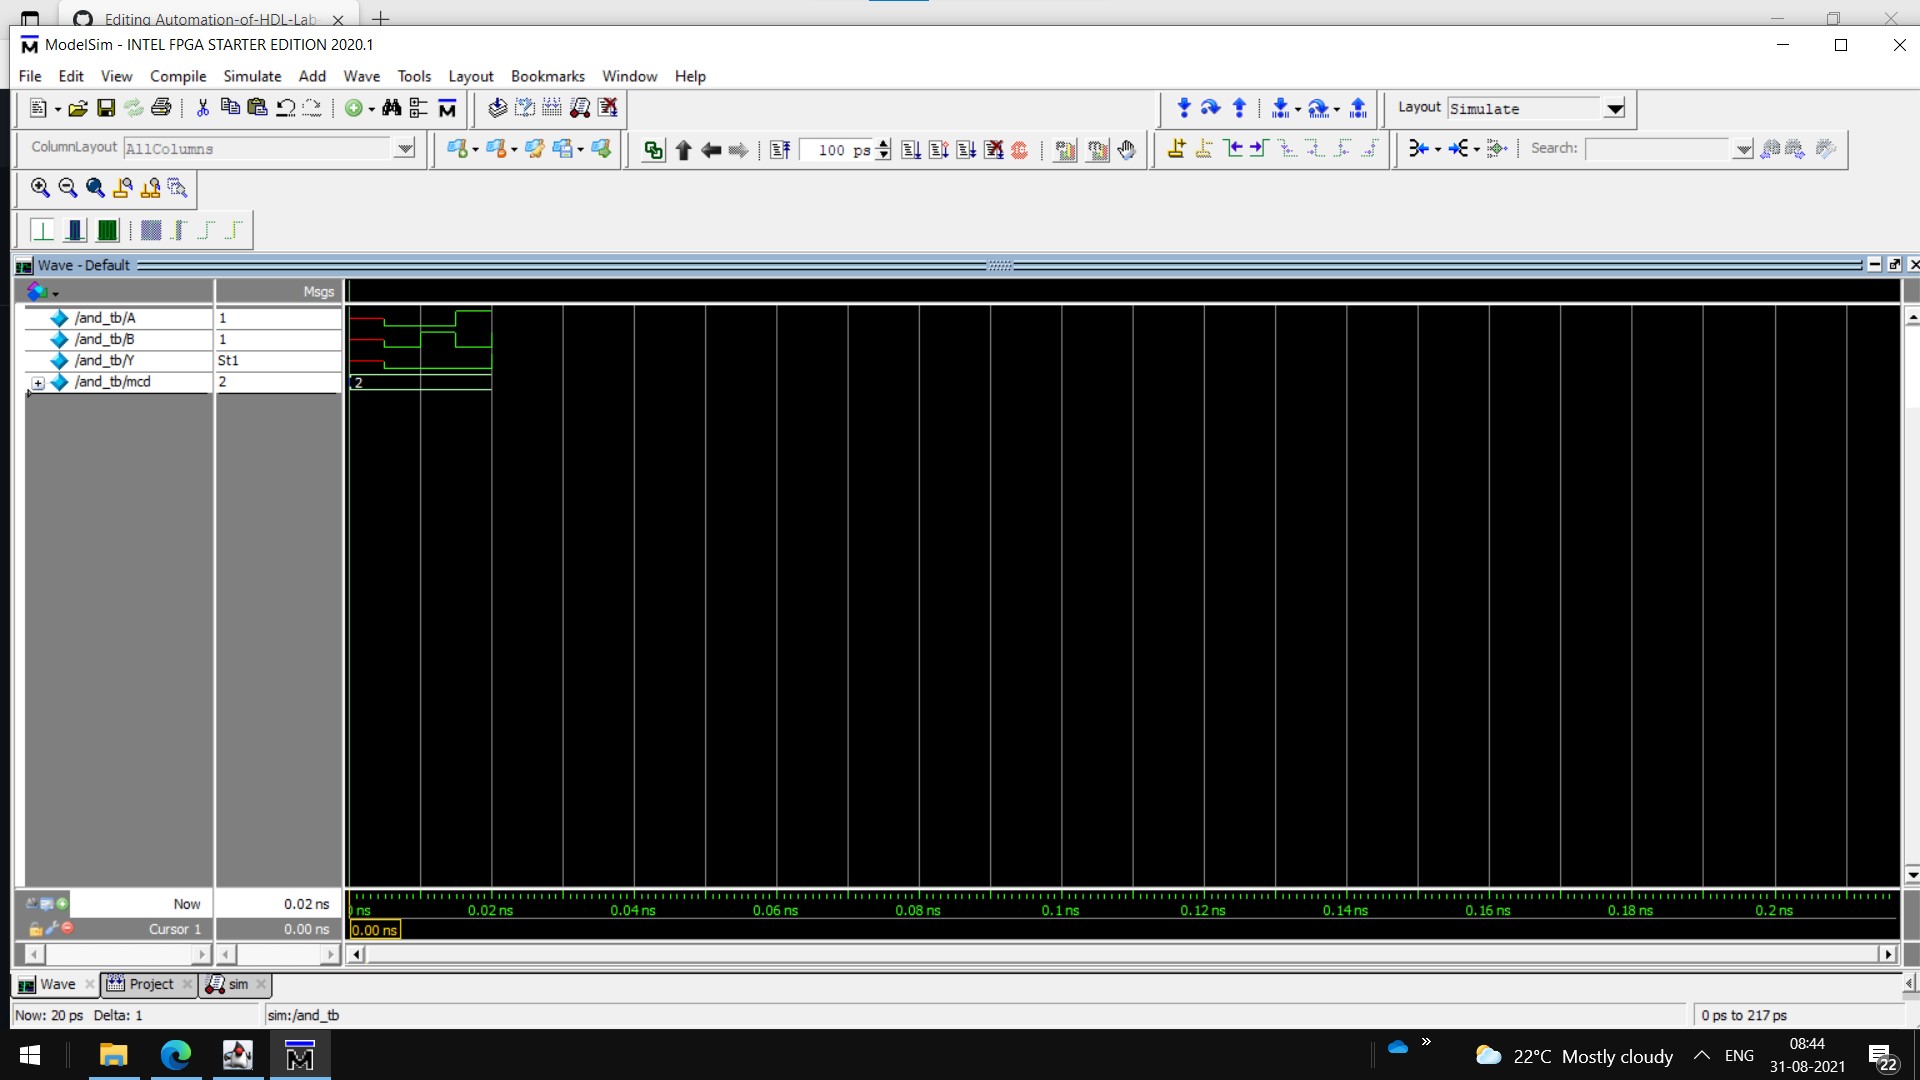 Editing Automation-of-HDL-Lab
ModelSim - INTEL FPGA STARTER EDITION 2020.1
File Edit View Compile Simulate Add Wave Tools Layout Bookmarks Window Help
Layout Simulate
ColumnLayout AllColumns
100 ps
Search:
Wave - Default
Msgs
/and_tb/A 1
/and_tb/B 1
/and_tb/Y St1
/and_tb/mcd 2
2
Now 0.02 ns
ns 0.02 ns 0.04 ns 0.06 ns 0.08 ns 0.1 ns 0.12 ns 0.14 ns 0.16 ns 0.18 ns 0.2 ns
Cursor 1 0.00 ns
0.00 ns
Wave Project sim
Now: 20 ps Delta: 1 sim:/and_tb 0 ps to 217 ps
22°C Mostly cloudy ENG
08:44
31-08-2021
22